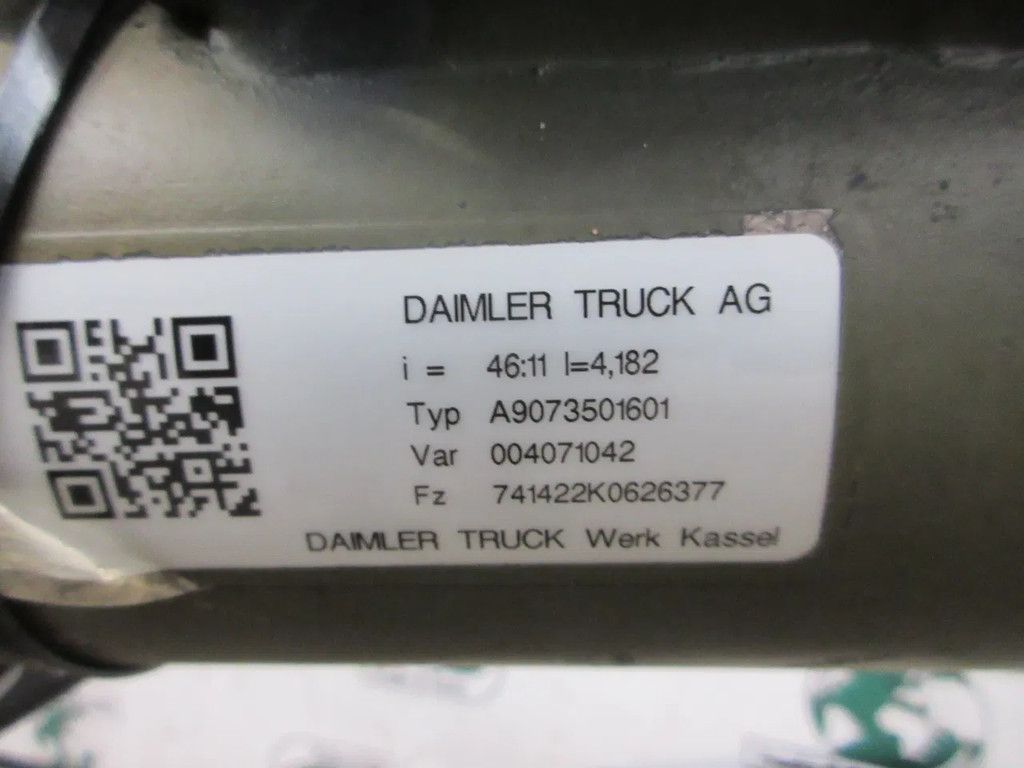 DAIMLER TRUCK AG
i = 46:11 I=4,182
Typ A9073501601
Var 004071042
Fz 741422K0626377
DAIMLER TRUCK Werk Kassel